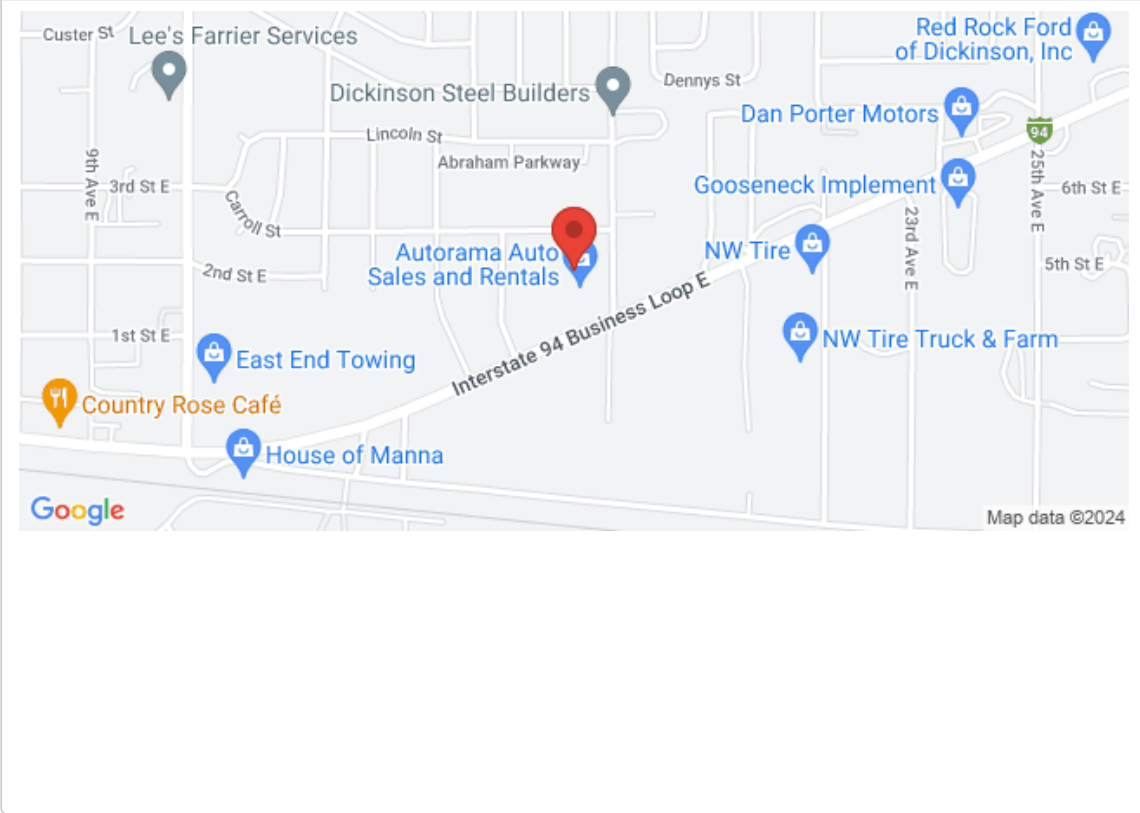 Custer St
Lee's Farrier Services
Red Rock Ford
of Dickinson, Inc
Dennys St
Dickinson Steel Builders
Dan Porter Motors
94
Lincoln St
Abraham Parkway
9th Ave E
3rd St E
Gooseneck Implement
25th Ave E
6th St E
Carroll St
23rd Ave E
Autorama Auto
Sales and Rentals
NW Tire
2nd St E
5th St E
Interstate 94 Business Loop E
1st St E
East End Towing
NW Tire Truck & Farm
Country Rose Café
House of Manna
Google
Map data ©2024